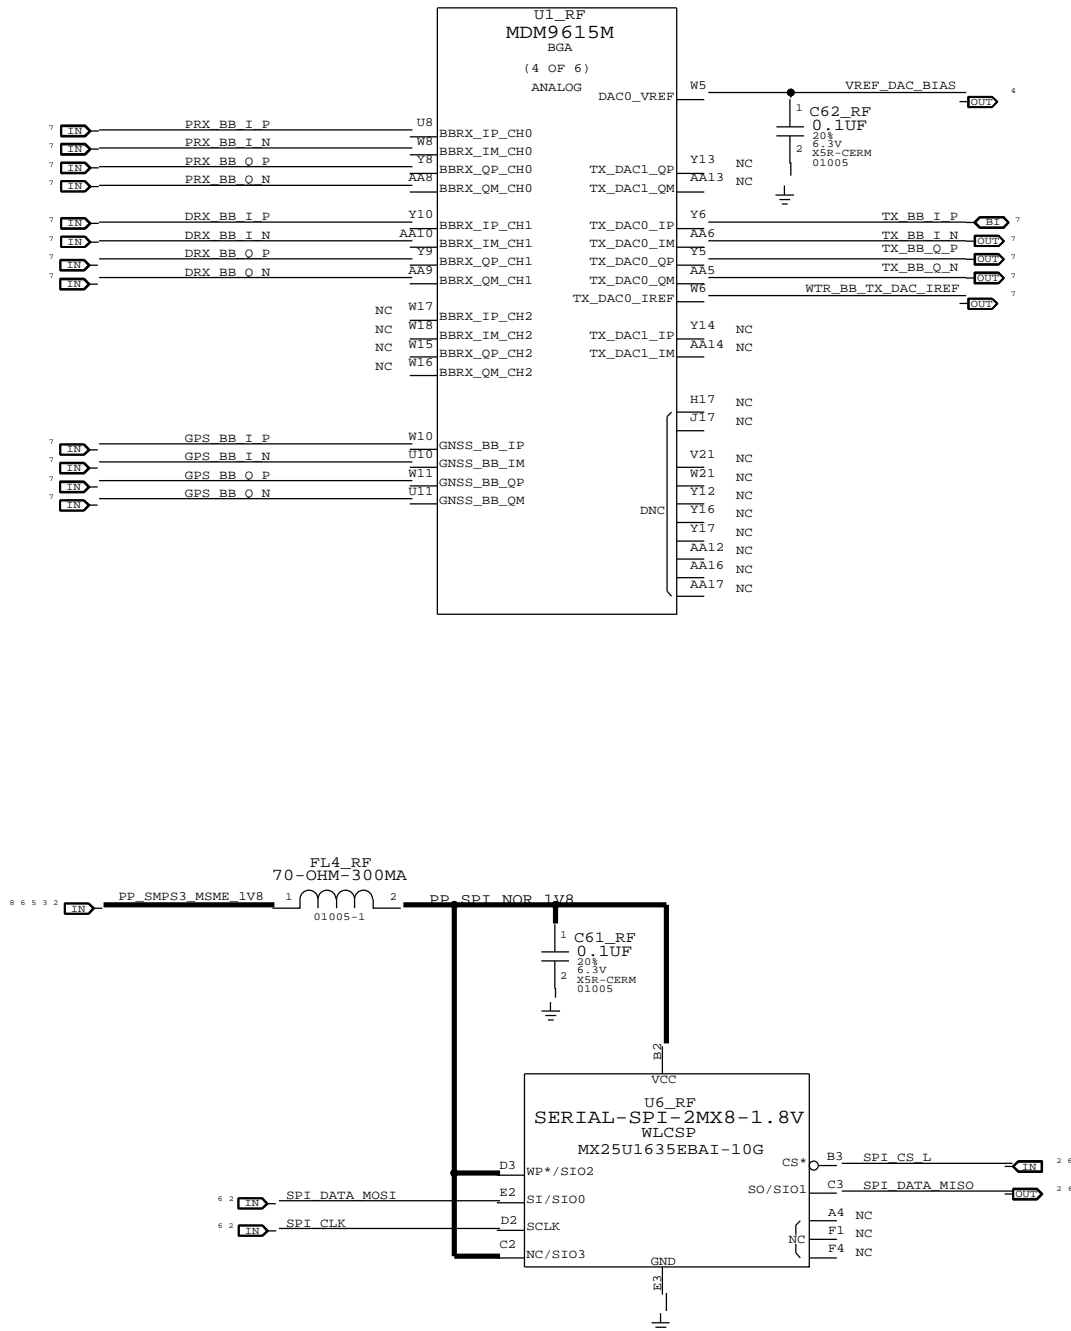 U1_RF
MDM9615M
BGA
(4 OF 6)
ANALOG
DAC0_VREF W5 VREF_DAC_BIAS OUT 4
1 C62_RF
0.1UF
20%
6.3V
2 X5R-CERM
01005
7 IN PRX_BB_I_P U8 BBRX_IP_CH0
7 IN PRX_BB_I_N W8 BBRX_IM_CH0
7 IN PRX_BB_Q_P Y8 BBRX_QP_CH0 TX_DAC1_QP Y13 NC
7 IN PRX_BB_Q_N AA8 BBRX_QM_CH0 TX_DAC1_QM AA13 NC
7 IN DRX_BB_I_P Y10 BBRX_IP_CH1 TX_DAC0_IP Y6 TX_BB_I_P BI 7
7 IN DRX_BB_I_N AA10 BBRX_IM_CH1 TX_DAC0_IM AA6 TX_BB_I_N OUT 7
7 IN DRX_BB_Q_P Y9 BBRX_QP_CH1 TX_DAC0_QP Y5 TX_BB_Q_P OUT 7
7 IN DRX_BB_Q_N AA9 BBRX_QM_CH1 TX_DAC0_QM AA5 TX_BB_Q_N OUT 7
TX_DAC0_IREF W6 WTR_BB_TX_DAC_IREF OUT 7
NC W17 BBRX_IP_CH2
NC W18 BBRX_IM_CH2 TX_DAC1_IP Y14 NC
NC W15 BBRX_QP_CH2 TX_DAC1_IM AA14 NC
NC W16 BBRX_QM_CH2
H17 NC
J17 NC
7 IN GPS_BB_I_P W10 GNSS_BB_IP
7 IN GPS_BB_I_N U10 GNSS_BB_IM V21 NC
7 IN GPS_BB_Q_P W11 GNSS_BB_QP W21 NC
7 IN GPS_BB_Q_N U11 GNSS_BB_QM Y12 NC
DNC Y16 NC
Y17 NC
AA12 NC
AA16 NC
AA17 NC
FL4_RF
70-OHM-300MA
8 6 5 3 2 IN PP_SMPS3_MSME_1V8 1 2 PP_SPI_NOR_1V8
01005-1
1 C61_RF
0.1UF
20%
6.3V
2 X5R-CERM
01005
B2
VCC
U6_RF
SERIAL-SPI-2MX8-1.8V
WLCSP
MX25U1635EBAI-10G
D3 WP*/SIO2 CS* B3 SPI_CS_L IN 2 6
6 2 IN SPI_DATA_MOSI E2 SI/SIO0 SO/SIO1 C3 SPI_DATA_MISO OUT 2 6
6 2 IN SPI_CLK D2 SCLK A4 NC
NC F1 NC
C2 NC/SIO3 F4 NC
GND
E3